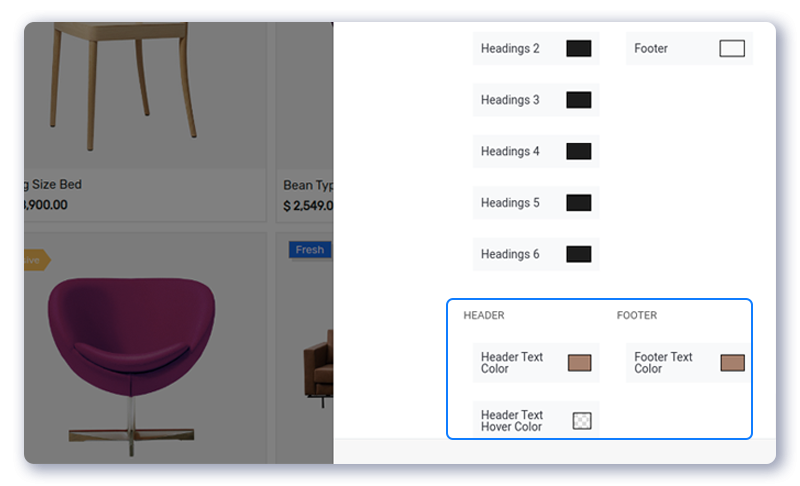 Headings 2
Footer
Headings 3
Headings 4
Headings 5
Headings 6
Size Bed
,900.00
Bean Typ
$ 2,549.0
Fresh
HEADER
FOOTER
Header Text
Color
Footer Text
Color
Header Text
Hover Color